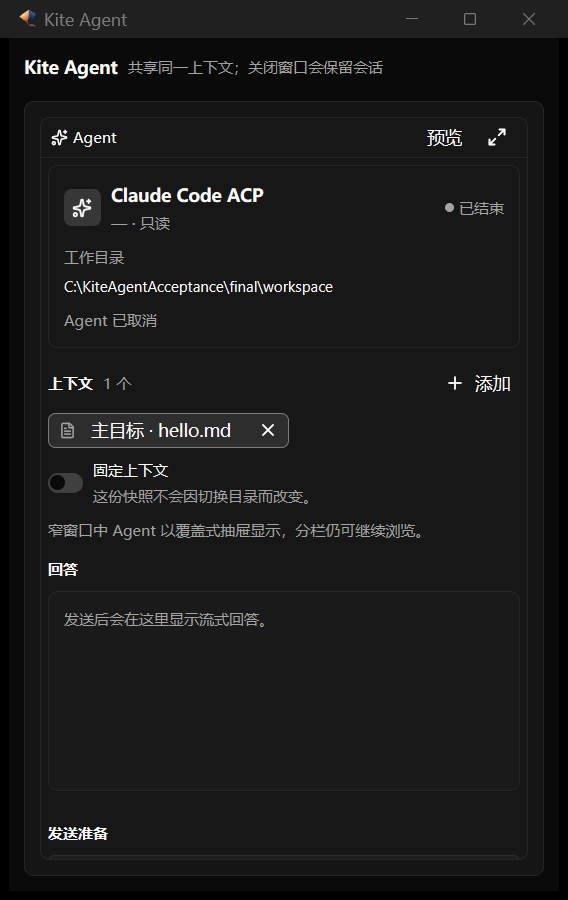 Kite Agent
Kite Agent 共享同一上下文；关闭窗口会保留会话
Agent 预览
Claude Code ACP
— · 只读
已结束
工作目录
C:\KiteAgentAcceptance\final\workspace
Agent 已取消
上下文 1 个 + 添加
主目标 · hello.md
固定上下文
这份快照不会因切换目录而改变。
窄窗口中 Agent 以覆盖式抽屉显示，分栏仍可继续浏览。
回答
发送后会在这里显示流式回答。
发送准备